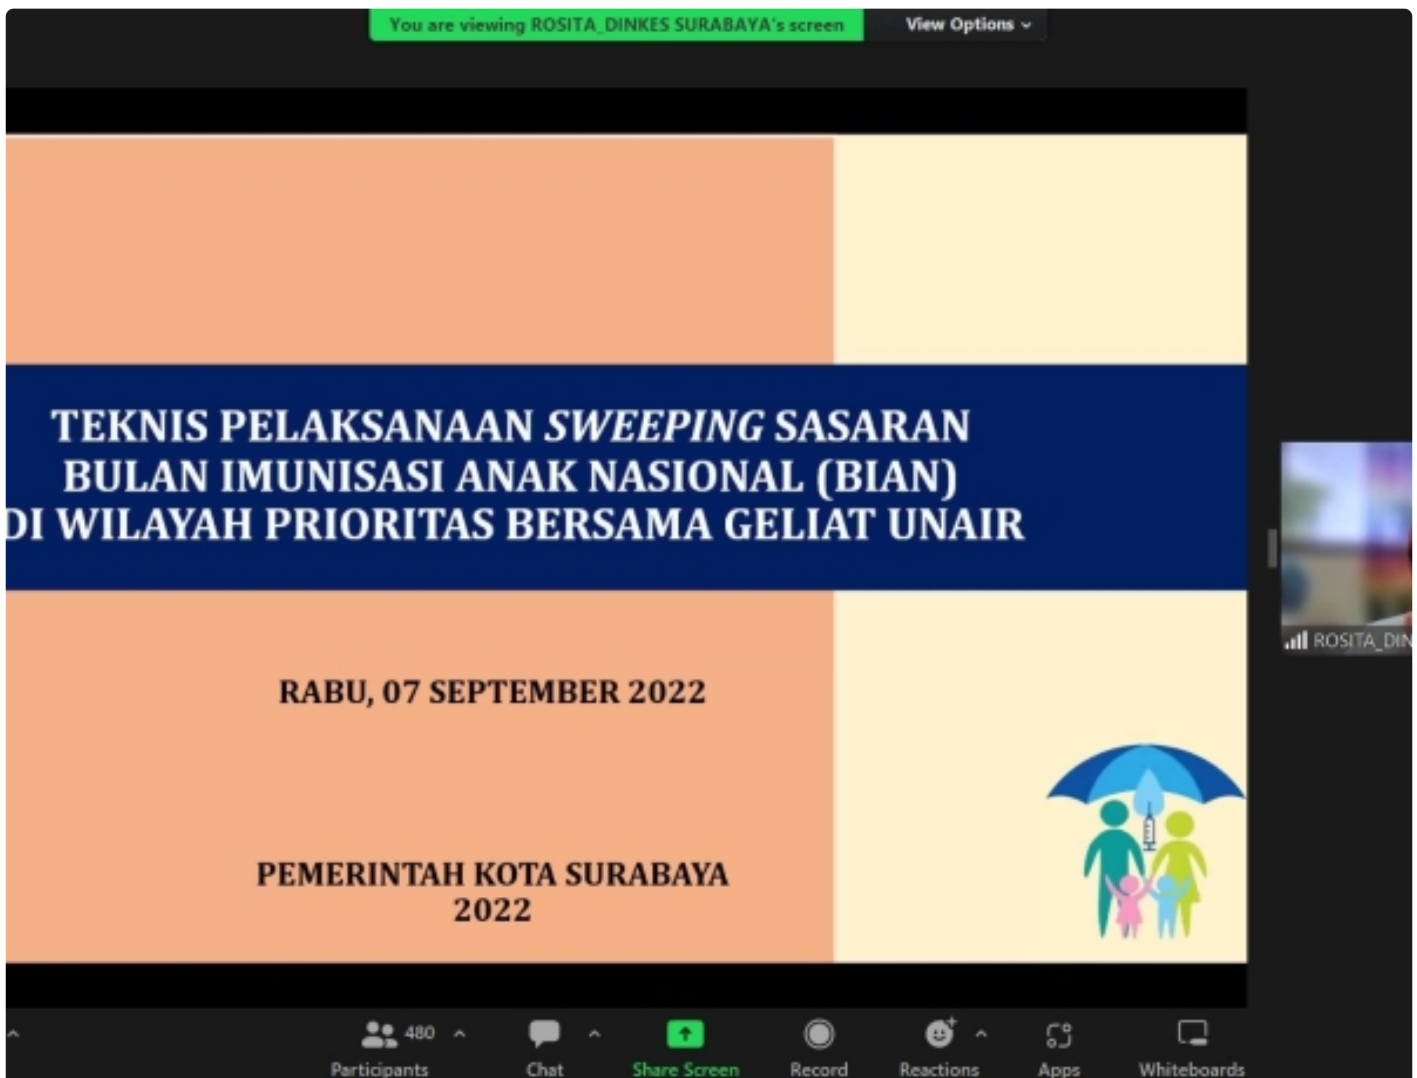 You are viewing ROSITA_DINKES SURABAYA's screen
View Options
TEKNIS PELAKSANAAN SWEEPING SASARAN
BULAN IMUNISASI ANAK NASIONAL (BIAN)
DI WILAYAH PRIORITAS BERSAMA GELIAT UNAIR
ROSITA_DIN
RABU, 07 SEPTEMBER 2022
PEMERINTAH KOTA SURABAYA
2022
480
Participants
Chat
Share Screen
Record
Reactions
Apps
Whiteboards